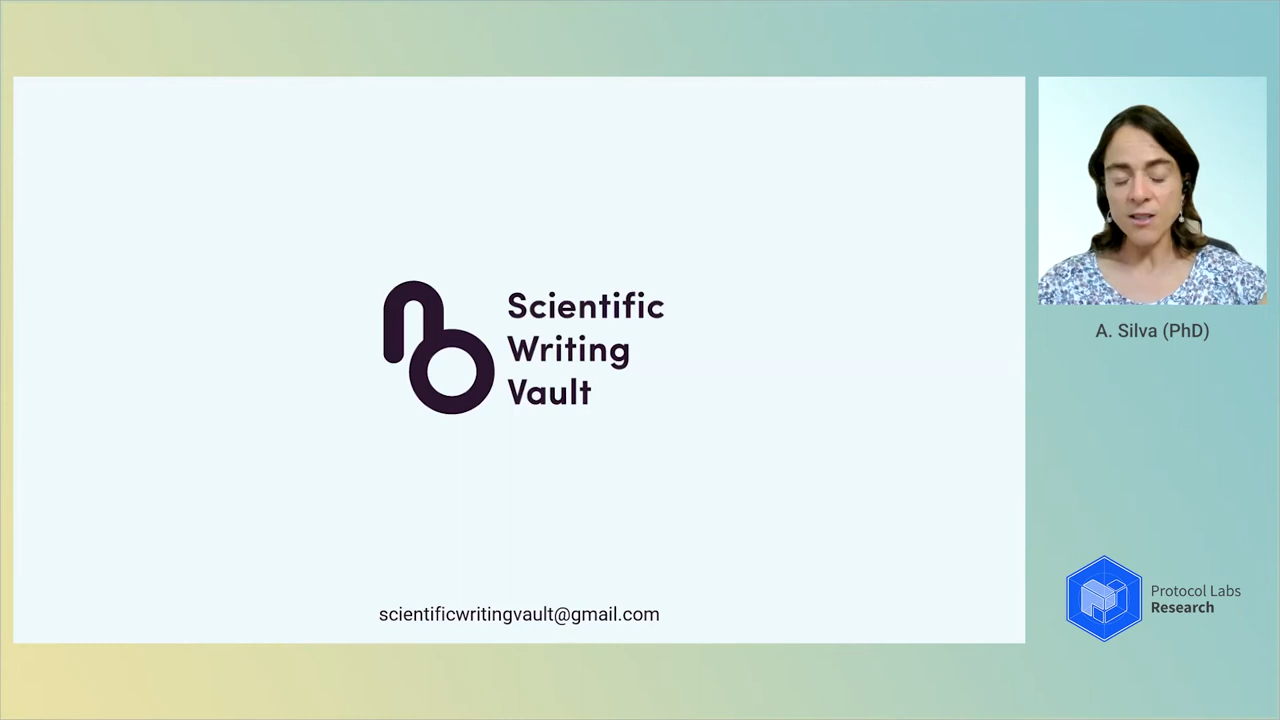 Scientific
Writing
Vault
scientificwritingvault@gmail.com
A. Silva (PhD)
Protocol Labs
Research